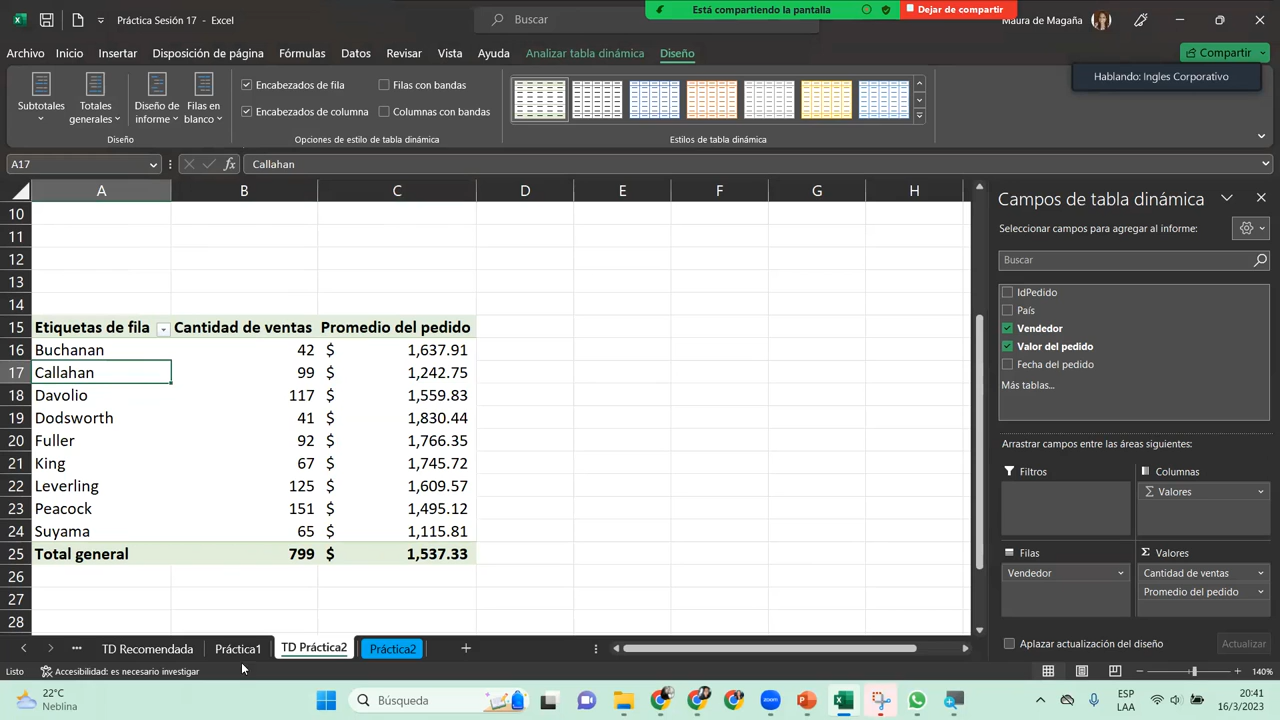 Práctica Sesión 17 - Excel
Buscar
Está compartiendo la pantalla
Dejar de compartir
Maura de Magaña
Archivo Inicio Insertar Disposición de página Fórmulas Datos Revisar Vista Ayuda Analizar tabla dinámica Diseño
Compartir
Hablando: Ingles Corporativo
Subtotales
Totales generales
Diseño de informe
Filas en blanco
Encabezados de fila
Filas con bandas
Encabezados de columna
Columnas con bandas
Diseño
Opciones de estilo de tabla dinámica
Estilos de tabla dinámica
A17 fx Callahan
A B C D E F G H
10
11
12
13
14
15 Etiquetas de fila Cantidad de ventas Promedio del pedido
16 Buchanan 42 $ 1,637.91
17 Callahan 99 $ 1,242.75
18 Davolio 117 $ 1,559.83
19 Dodsworth 41 $ 1,830.44
20 Fuller 92 $ 1,766.35
21 King 67 $ 1,745.72
22 Leverling 125 $ 1,609.57
23 Peacock 151 $ 1,495.12
24 Suyama 65 $ 1,115.81
25 Total general 799 $ 1,537.33
26
27
28
Campos de tabla dinámica
Seleccionar campos para agregar al informe:
Buscar
IdPedido
País
Vendedor
Valor del pedido
Fecha del pedido
Más tablas...
Arrastrar campos entre las áreas siguientes:
Filtros
Columnas
Σ Valores
Filas
Σ Valores
Vendedor
Cantidad de ventas
Promedio del pedido
Aplazar actualización del diseño
Actualizar
TD Recomendada Práctica1 TD Práctica2 Práctica2
Listo
Accesibilidad: es necesario investigar
140%
22°C
Neblina
Búsqueda
zoom
ESP
LAA
20:41
16/3/2023